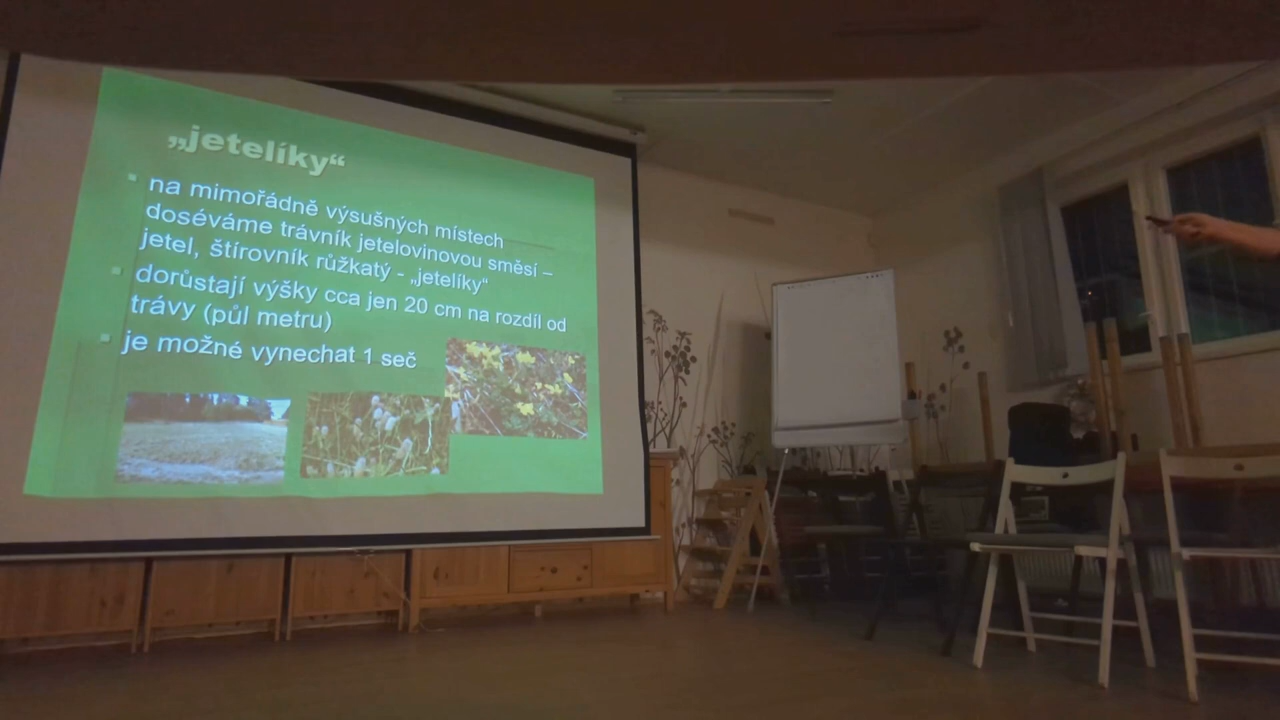 „jetelíky“
na mimořádně výsušných místech
doséváme trávník jetelovinovou směsí –
jetel, štírovník růžkatý - „jetelíky“
dorůstají výšky cca jen 20 cm na rozdíl od
trávy (půl metru)
je možné vynechat 1 seč